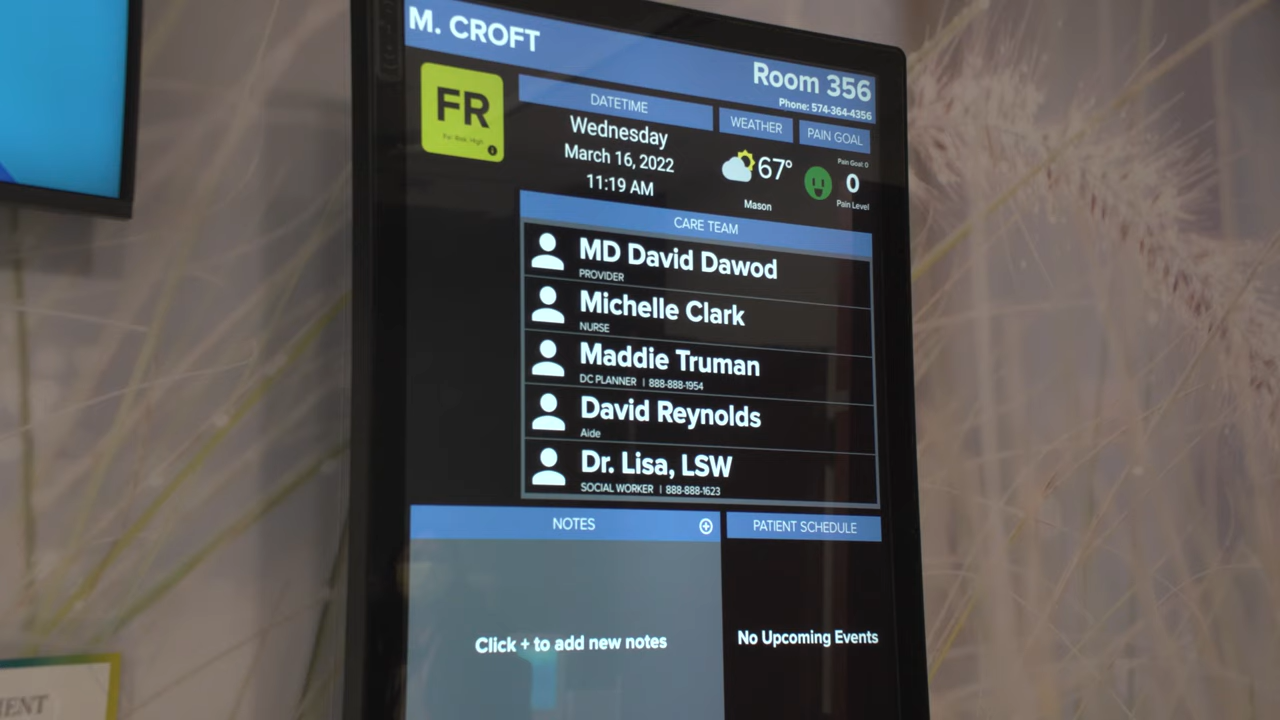 M. CROFT
Room 356
Phone: 574-364-4356
FR
Fall Risk: High
DATETIME
WEATHER
PAIN GOAL
Wednesday
March 16, 2022
11:19 AM
67°
Mason
Pain Goal: 0
0
Pain Level
CARE TEAM
MD David Dawod
PROVIDER
Michelle Clark
NURSE
Maddie Truman
DC PLANNER | 888-888-1954
David Reynolds
Aide
Dr. Lisa, LSW
SOCIAL WORKER | 888-888-1623
NOTES
PATIENT SCHEDULE
Click + to add new notes
No Upcoming Events